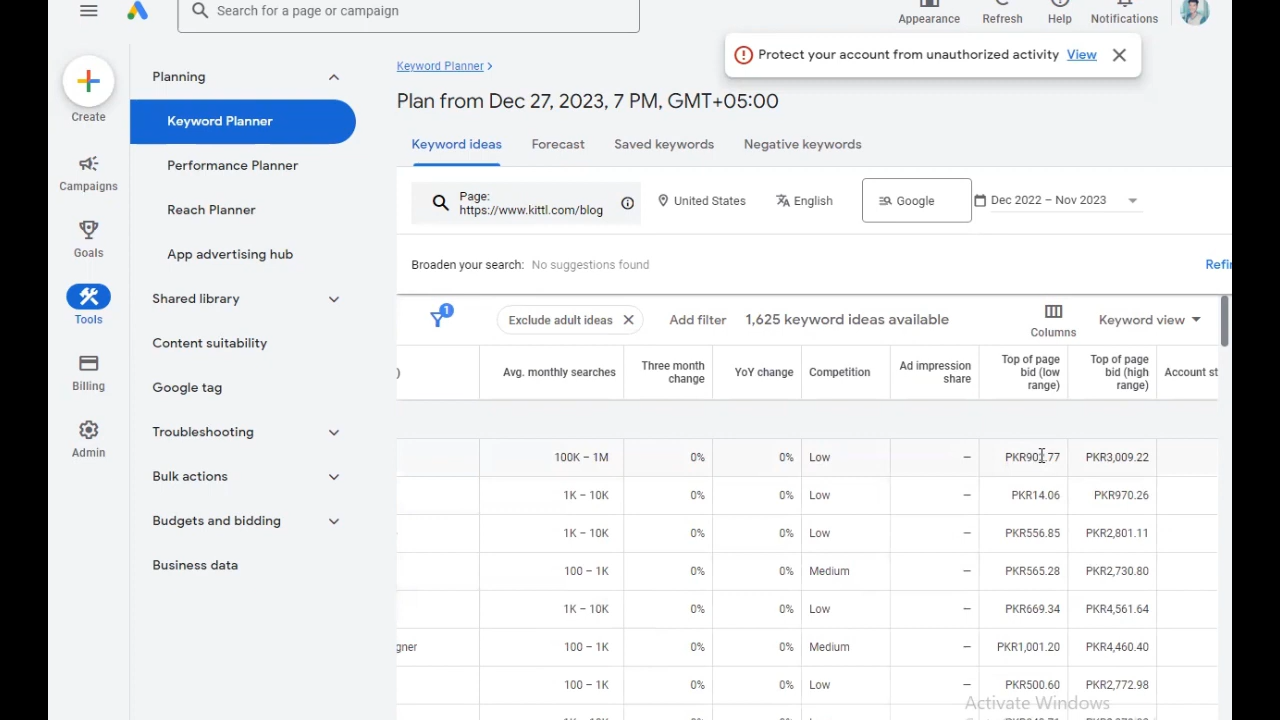 Search for a page or campaign
Appearance
Refresh
Help
Notifications
Protect your account from unauthorized activity View
Create
Campaigns
Goals
Tools
Billing
Admin
Planning
Keyword Planner
Performance Planner
Reach Planner
App advertising hub
Shared library
Content suitability
Google tag
Troubleshooting
Bulk actions
Budgets and bidding
Business data
Keyword Planner
Plan from Dec 27, 2023, 7 PM, GMT+05:00
Keyword ideas Forecast Saved keywords Negative keywords
Page:
https://www.kittl.com/blog
United States English Google Dec 2022 – Nov 2023
Broaden your search: No suggestions found
1
Exclude adult ideas Add filter 1,625 keyword ideas available
Columns
Keyword view
)
Avg. monthly searches
Three month
change
YoY change
Competition
Ad impression
share
Top of page
bid (low
range)
Top of page
bid (high
range)
Account
100K – 1M 0% 0% Low – PKR3,009.22
1K – 10K 0% 0% Low – PKR14.06 PKR970.26
1K – 10K 0% 0% Low – PKR556.85 PKR2,801.11
100 – 1K 0% 0% Medium – PKR565.28 PKR2,730.80
1K – 10K 0% 0% Low – PKR669.34 PKR4,561.64
gner 100 – 1K 0% 0% Medium – PKR1,001.20 PKR4,460.40
100 – 1K 0% 0% Low – PKR500.60 PKR2,772.98
Activate Windows